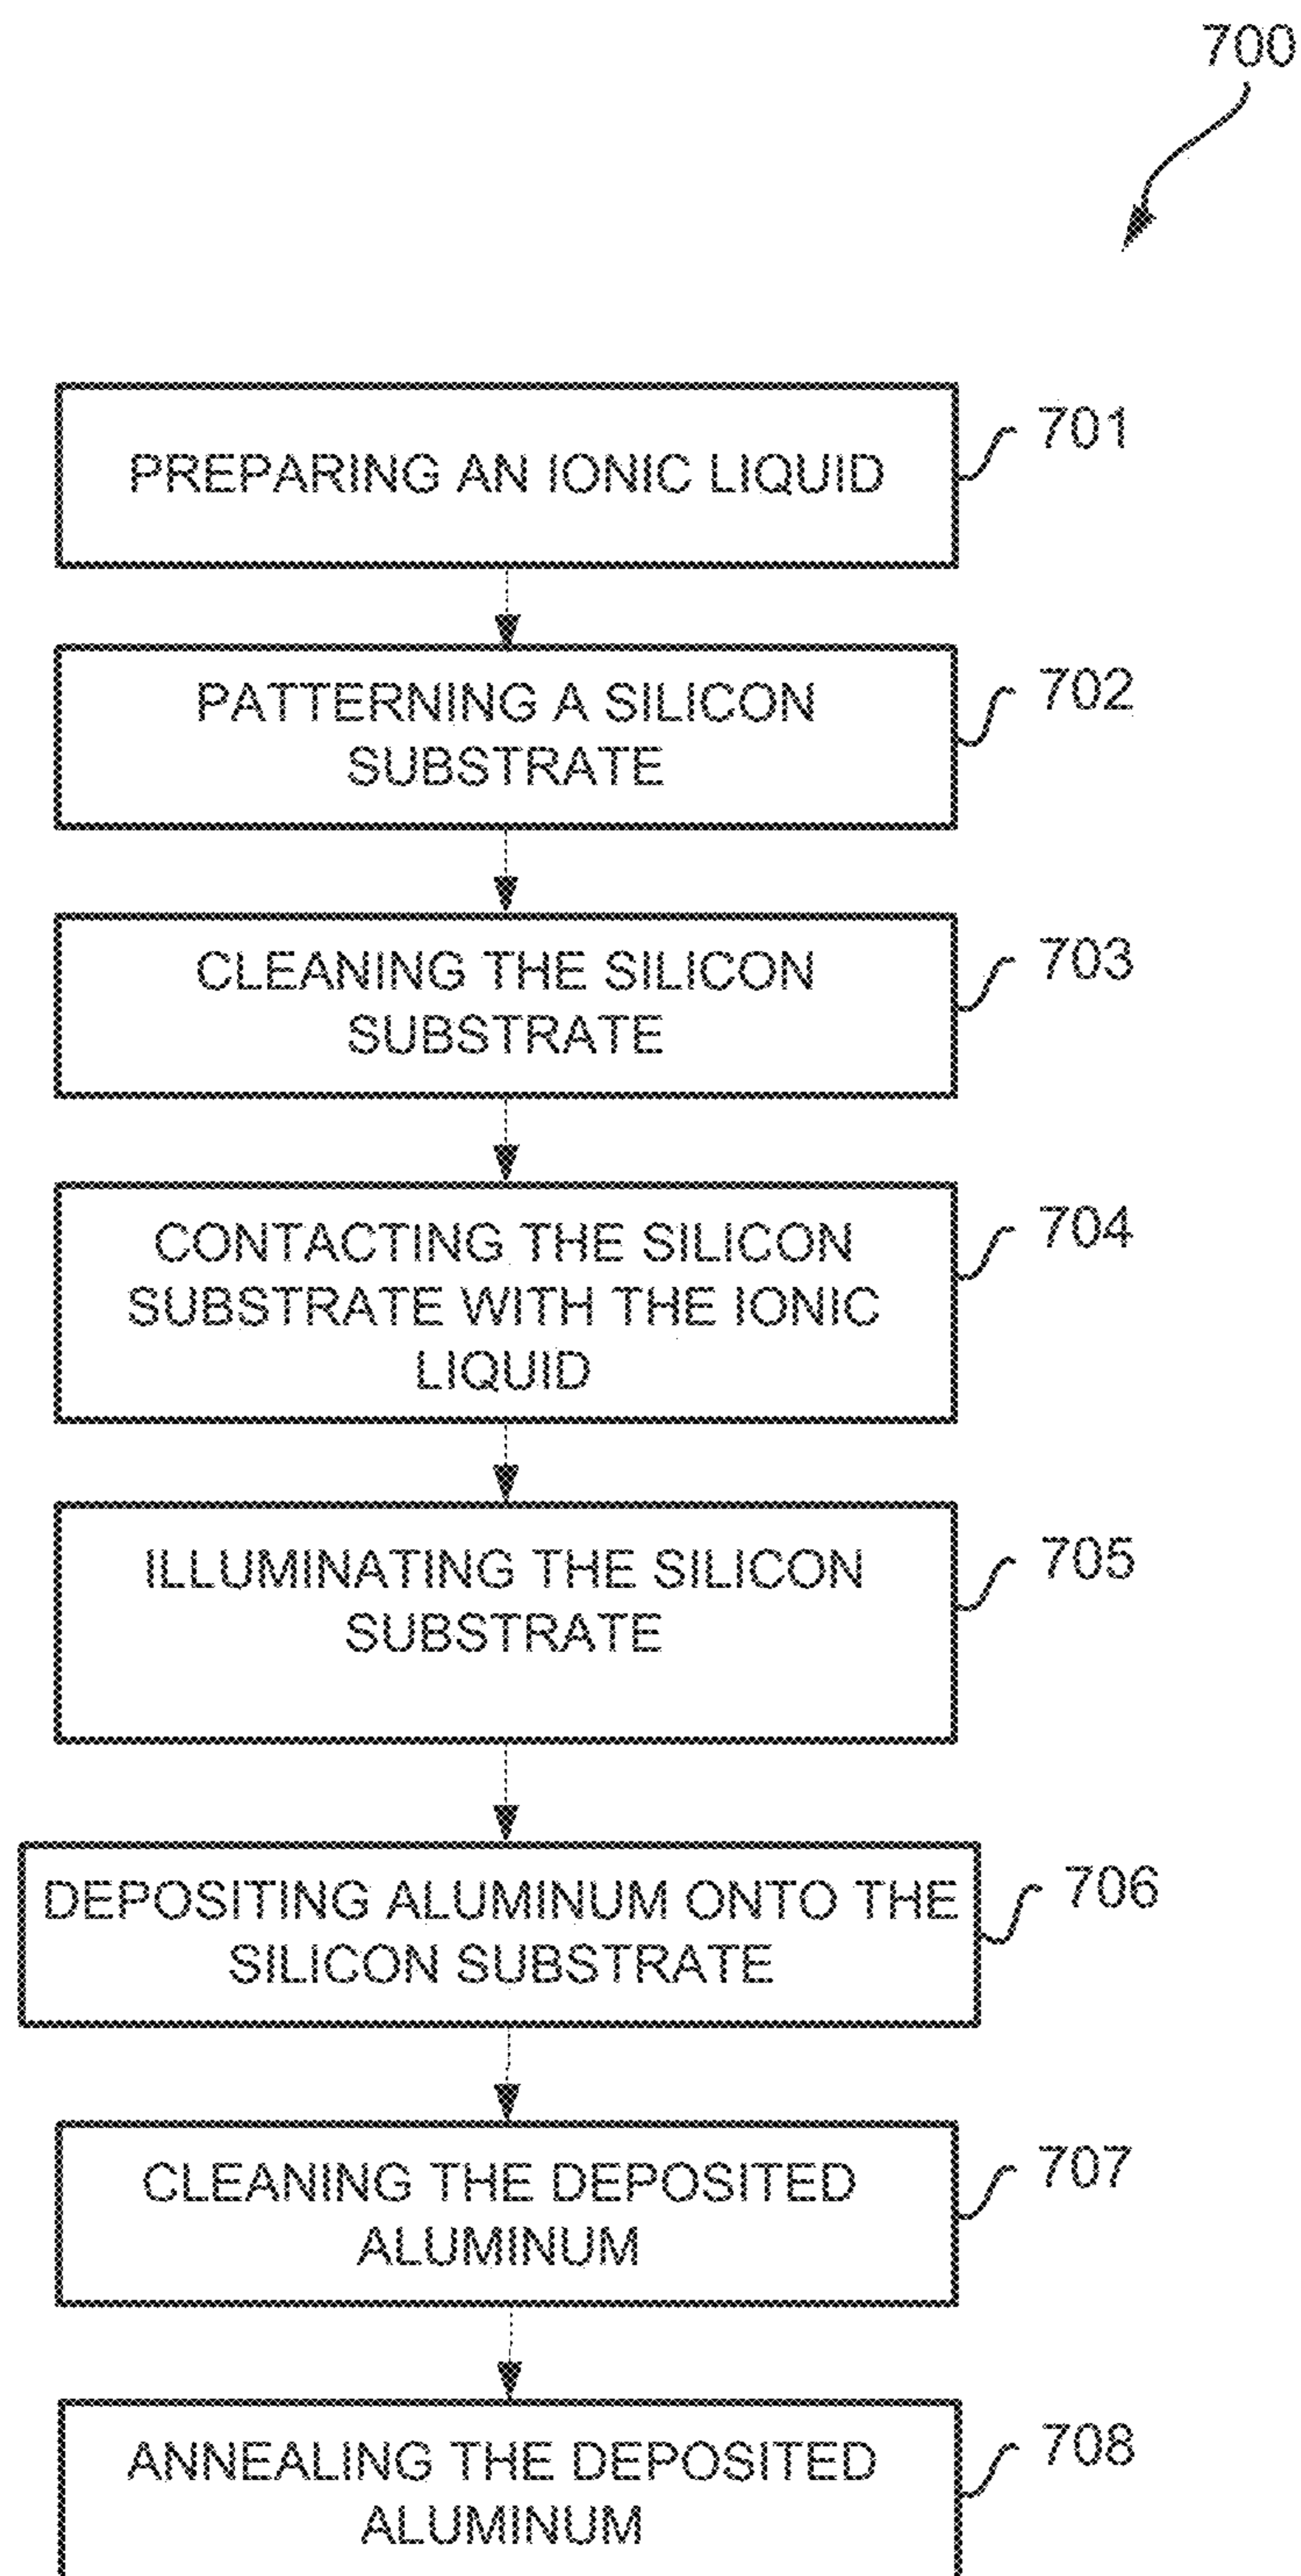 700
PREPARING AN IONIC LIQUID
701
PATTERNING A SILICON
SUBSTRATE
702
CLEANING THE SILICON
SUBSTRATE
703
CONTACTING THE SILICON
SUBSTRATE WITH THE IONIC
LIQUID
704
ILLUMINATING THE SILICON
SUBSTRATE
705
DEPOSITING ALUMINUM ONTO THE
SILICON SUBSTRATE
706
CLEANING THE DEPOSITED
ALUMINUM
707
ANNEALING THE DEPOSITED
ALUMINUM
708